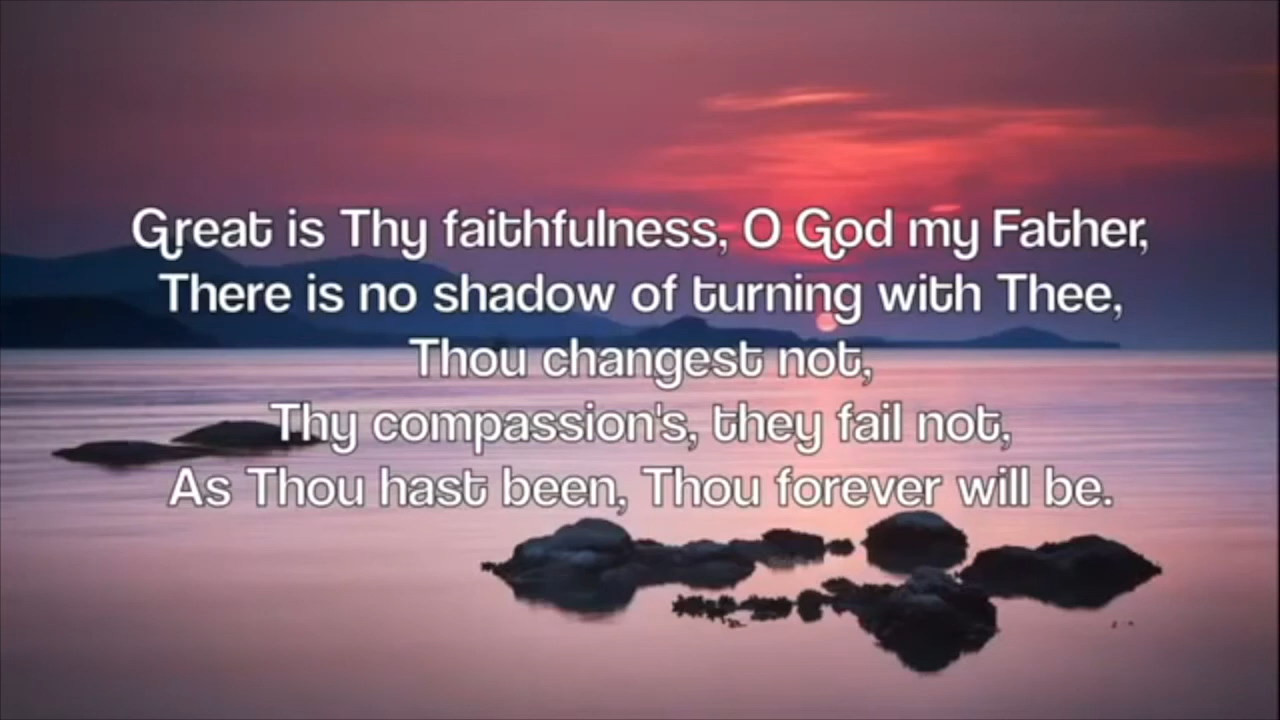 Great is Thy faithfulness, O God my Father,
There is no shadow of turning with Thee,
Thou changest not,
Thy compassion's, they fail not,
As Thou hast been, Thou forever will be.